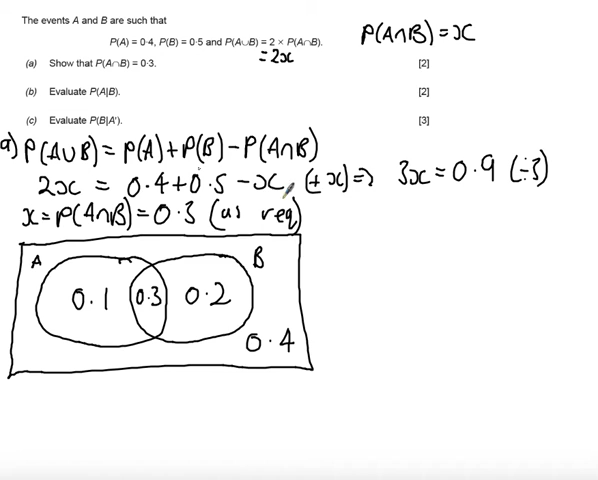 The events A and B are such that
P(A) = 0·4, P(B) = 0·5 and P(A∪B) = 2 × P(A∩B).
P(A∩B) = x
= 2x
(a) Show that P(A∩B) = 0·3. [2]
(b) Evaluate P(A|B). [2]
(c) Evaluate P(B|A'). [3]
a) P(A∪B) = P(A) + P(B) - P(A∩B)
2x = 0.4 + 0.5 - x, (+x) => 3x = 0.9 (÷3)
x = P(A∩B) = 0.3 (as req)
A B
0.1 0.3 0.2
0.4